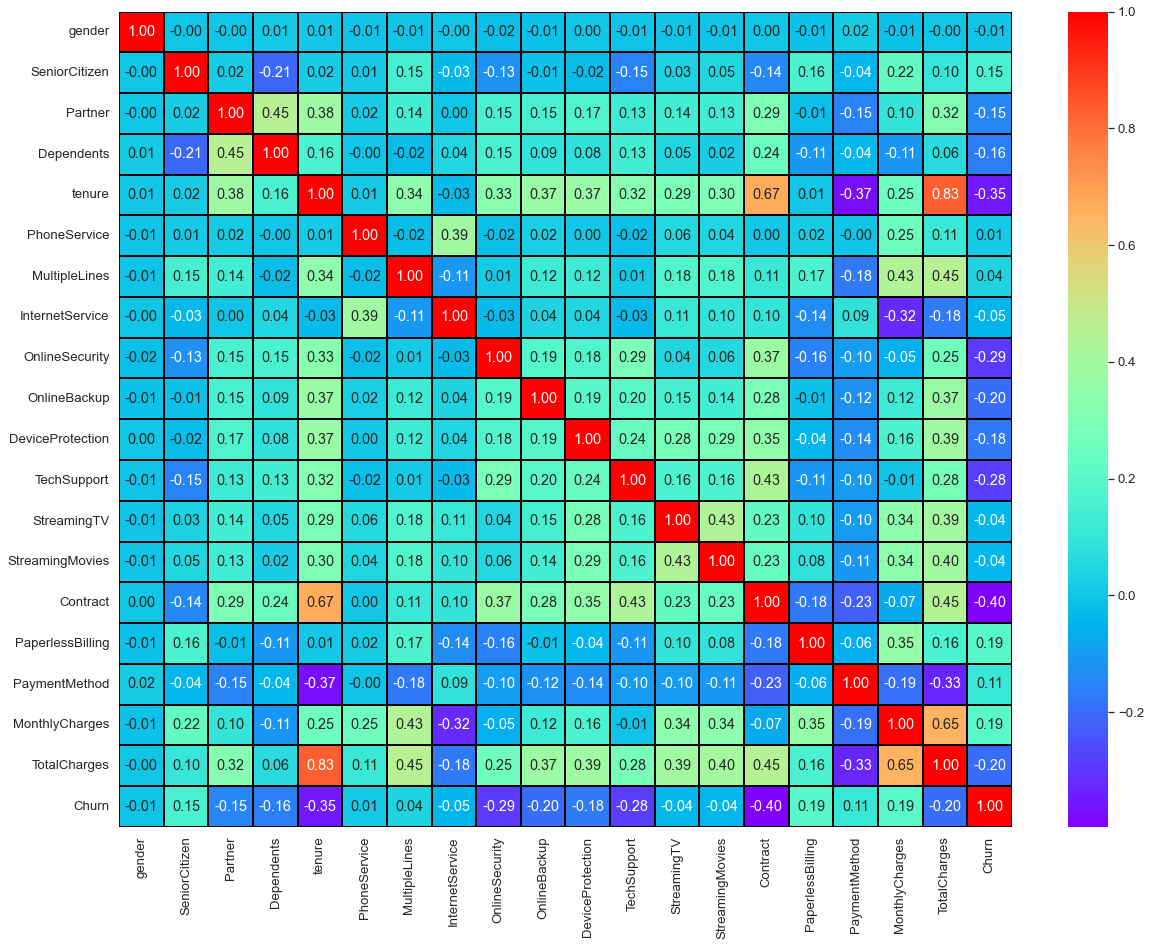 gender 1.00 -0.00 -0.00 0.01 0.01 -0.01 -0.01 -0.00 -0.02 -0.01 0.00 -0.01 -0.01 -0.01 0.00 -0.01 0.02 -0.01 -0.00 -0.01
SeniorCitizen -0.00 1.00 0.02 -0.21 0.02 0.01 0.15 -0.03 -0.13 -0.01 -0.02 -0.15 0.03 0.05 -0.14 0.16 -0.04 0.22 0.10 0.15
Partner -0.00 0.02 1.00 0.45 0.38 0.02 0.14 0.00 0.15 0.15 0.17 0.13 0.14 0.13 0.29 -0.01 -0.15 0.10 0.32 -0.15
Dependents 0.01 -0.21 0.45 1.00 0.16 -0.00 -0.02 0.04 0.15 0.09 0.08 0.13 0.05 0.02 0.24 -0.11 -0.04 -0.11 0.06 -0.16
tenure 0.01 0.02 0.38 0.16 1.00 0.01 0.34 -0.03 0.33 0.37 0.37 0.32 0.29 0.30 0.67 0.01 -0.37 0.25 0.83 -0.35
PhoneService -0.01 0.01 0.02 -0.00 0.01 1.00 -0.02 0.39 -0.02 0.02 0.00 -0.02 0.06 0.04 0.00 0.02 -0.00 0.25 0.11 0.01
MultipleLines -0.01 0.15 0.14 -0.02 0.34 -0.02 1.00 -0.11 0.01 0.12 0.12 0.01 0.18 0.18 0.11 0.17 -0.18 0.43 0.45 0.04
InternetService -0.00 -0.03 0.00 0.04 -0.03 0.39 -0.11 1.00 -0.03 0.04 0.04 -0.03 0.11 0.10 0.10 -0.14 0.09 -0.32 -0.18 -0.05
OnlineSecurity -0.02 -0.13 0.15 0.15 0.33 -0.02 0.01 -0.03 1.00 0.19 0.18 0.29 0.04 0.06 0.37 -0.16 -0.10 -0.05 0.25 -0.29
OnlineBackup -0.01 -0.01 0.15 0.09 0.37 0.02 0.12 0.04 0.19 1.00 0.19 0.20 0.15 0.14 0.28 -0.01 -0.12 0.12 0.37 -0.20
DeviceProtection 0.00 -0.02 0.17 0.08 0.37 0.00 0.12 0.04 0.18 0.19 1.00 0.24 0.28 0.29 0.35 -0.04 -0.14 0.16 0.39 -0.18
TechSupport -0.01 -0.15 0.13 0.13 0.32 -0.02 0.01 -0.03 0.29 0.20 0.24 1.00 0.16 0.16 0.43 -0.11 -0.10 -0.01 0.28 -0.28
StreamingTV -0.01 0.03 0.14 0.05 0.29 0.06 0.18 0.11 0.04 0.15 0.28 0.16 1.00 0.43 0.23 0.10 -0.10 0.34 0.39 -0.04
StreamingMovies -0.01 0.05 0.13 0.02 0.30 0.04 0.18 0.10 0.06 0.14 0.29 0.16 0.43 1.00 0.23 0.08 -0.11 0.34 0.40 -0.04
Contract 0.00 -0.14 0.29 0.24 0.67 0.00 0.11 0.10 0.37 0.28 0.35 0.43 0.23 0.23 1.00 -0.18 -0.23 -0.07 0.45 -0.40
PaperlessBilling -0.01 0.16 -0.01 -0.11 0.01 0.02 0.17 -0.14 -0.16 -0.01 -0.04 -0.11 0.10 0.08 -0.18 1.00 -0.06 0.35 0.16 0.19
PaymentMethod 0.02 -0.04 -0.15 -0.04 -0.37 -0.00 -0.18 0.09 -0.10 -0.12 -0.14 -0.10 -0.10 -0.11 -0.23 -0.06 1.00 -0.19 -0.33 0.11
MonthlyCharges -0.01 0.22 0.10 -0.11 0.25 0.25 0.43 -0.32 -0.05 0.12 0.16 -0.01 0.34 0.34 -0.07 0.35 -0.19 1.00 0.65 0.19
TotalCharges -0.00 0.10 0.32 0.06 0.83 0.11 0.45 -0.18 0.25 0.37 0.39 0.28 0.39 0.40 0.45 0.16 -0.33 0.65 1.00 -0.20
Churn -0.01 0.15 -0.15 -0.16 -0.35 0.01 0.04 -0.05 -0.29 -0.20 -0.18 -0.28 -0.04 -0.04 -0.40 0.19 0.11 0.19 -0.20 1.00
gender
SeniorCitizen
Partner
Dependents
tenure
PhoneService
MultipleLines
InternetService
OnlineSecurity
OnlineBackup
DeviceProtection
TechSupport
StreamingTV
StreamingMovies
Contract
PaperlessBilling
PaymentMethod
MonthlyCharges
TotalCharges
Churn
1.0
0.8
0.6
0.4
0.2
0.0
-0.2